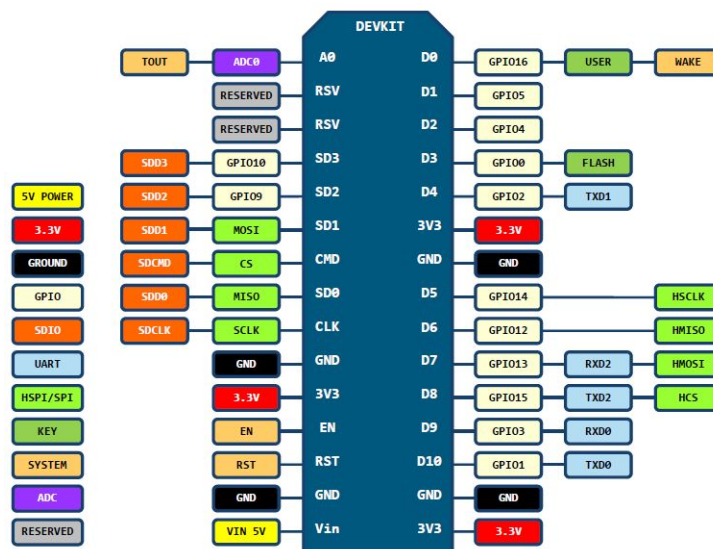 DEVKIT
TOUT ADC0 A0 D0 GPIO16 USER WAKE
RESERVED RSV D1 GPIO5
RESERVED RSV D2 GPIO4
SDD3 GPIO10 SD3 D3 GPIO0 FLASH
5V POWER SDD2 GPIO9 SD2 D4 GPIO2 TXD1
3.3V SDD1 MOSI SD1 3V3 3.3V
GROUND SDCMD CS CMD GND GND
GPIO SDD0 MISO SD0 D5 GPIO14 HSCLK
SDIO SDCLK SCLK CLK D6 GPIO12 HMISO
UART GND GND D7 GPIO13 RXD2 HMOSI
HSPI/SPI 3.3V 3V3 D8 GPIO15 TXD2 HCS
KEY EN EN D9 GPIO3 RXD0
SYSTEM RST RST D10 GPIO1 TXD0
ADC GND GND GND GND
RESERVED VIN 5V Vin 3V3 3.3V